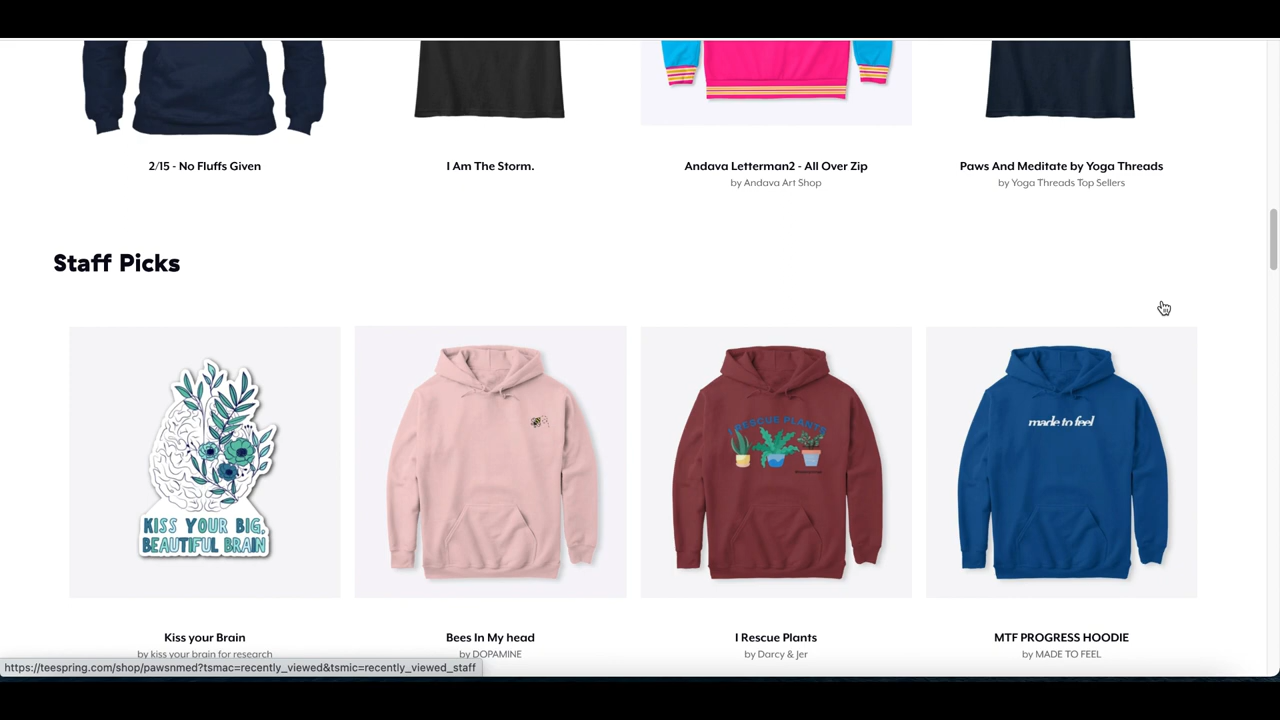 2/15 - No Fluffs Given
I Am The Storm.
Andava Letterman2 - All Over Zip
Paws And Meditate by Yoga Threads
by Andava Art Shop
by Yoga Threads Top Sellers
Staff Picks
KISS YOUR BIG,
BEAUTIFUL BRAIN
I RESCUE PLANTS
made to feel
Kiss your Brain
Bees In My head
I Rescue Plants
MTF PROGRESS HOODIE
by kiss your brain for research
by DOPAMINE
by Darcy & Jer
by MADE TO FEEL
https://teespring.com/shop/pawsnmed?tsmac=recently_viewed&tsmic=recently_viewed_staff